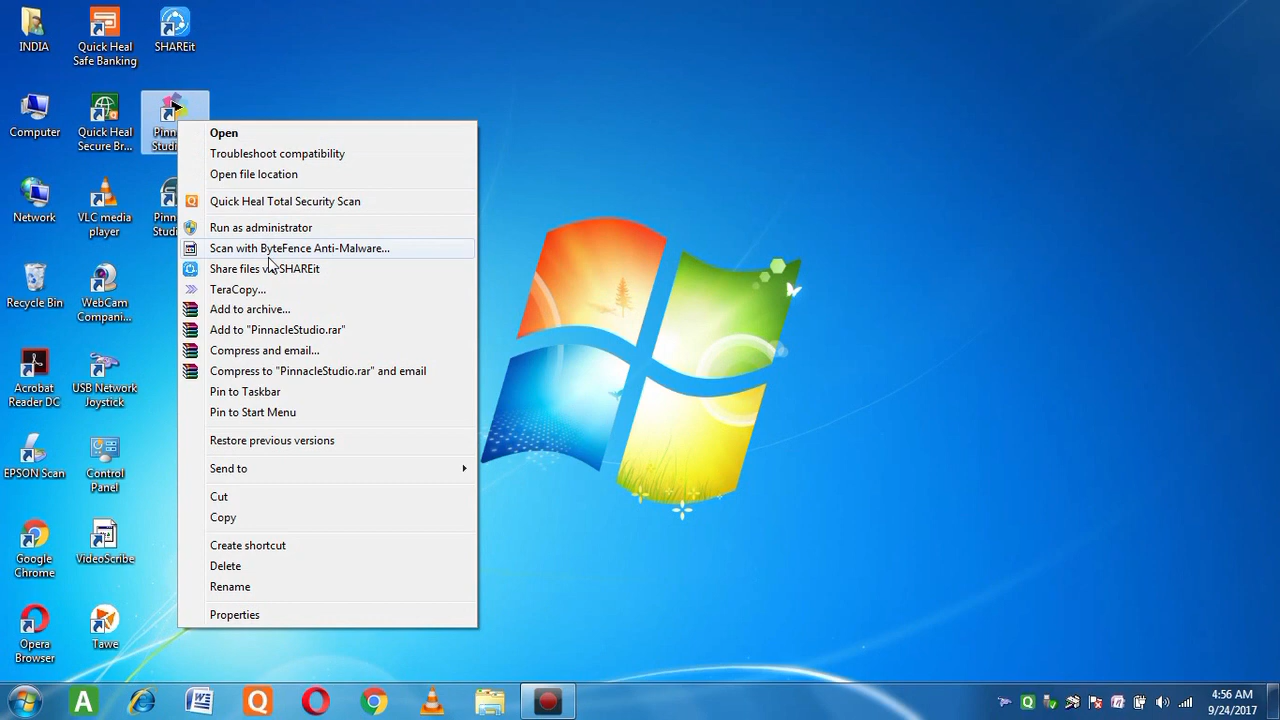 INDIA
Quick Heal
Safe Banking
SHAREit
Computer
Quick Heal
Secure Br...
Network
VLC media
player
Recycle Bin
WebCam
Compani...
Acrobat
Reader DC
USB Network
Joystick
EPSON Scan
Control
Panel
Google
Chrome
VideoScribe
Opera
Browser
Tawe
Open
Troubleshoot compatibility
Open file location
Quick Heal Total Security Scan
Run as administrator
Scan with ByteFence Anti-Malware...
Share files via SHAREit
TeraCopy...
Add to archive...
Add to "PinnacleStudio.rar"
Compress and email...
Compress to "PinnacleStudio.rar" and email
Pin to Taskbar
Pin to Start Menu
Restore previous versions
Send to
Cut
Copy
Create shortcut
Delete
Rename
Properties
4:56 AM
9/24/2017